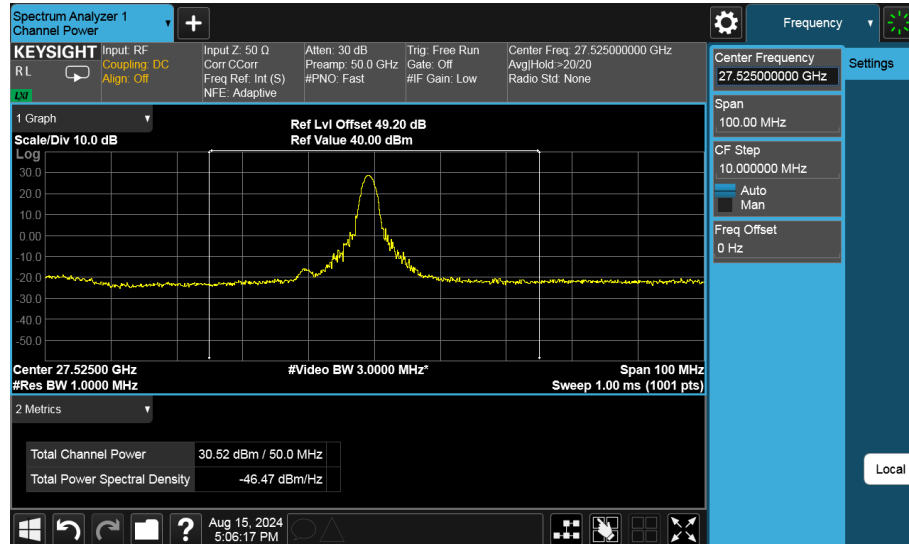 Spectrum Analyzer 1
Channel Power
Frequency
KEYSIGHT
R L
LXI
Input: RF
Coupling: DC
Align: Off
Input Z: 50 Ω
Corr CCorr
Freq Ref: Int (S)
NFE: Adaptive
Atten: 30 dB
Preamp: 50.0 GHz
#PNO: Fast
Trig: Free Run
Gate: Off
#IF Gain: Low
Center Freq: 27.525000000 GHz
Avg|Hold:>20/20
Radio Std: None
Center Frequency
27.525000000 GHz
Settings
Span
100.00 MHz
CF Step
10.000000 MHz
Auto
Man
Freq Offset
0 Hz
Local
1 Graph
Scale/Div 10.0 dB
Ref Lvl Offset 49.20 dB
Ref Value 40.00 dBm
Log
30.0
20.0
10.0
0.00
-10.0
-20.0
-30.0
-40.0
-50.0
Center 27.52500 GHz
#Video BW 3.0000 MHz*
Span 100 MHz
#Res BW 1.0000 MHz
Sweep 1.00 ms (1001 pts)
2 Metrics
Total Channel Power 30.52 dBm / 50.0 MHz
Total Power Spectral Density -46.47 dBm/Hz
?
Aug 15, 2024
5:06:17 PM